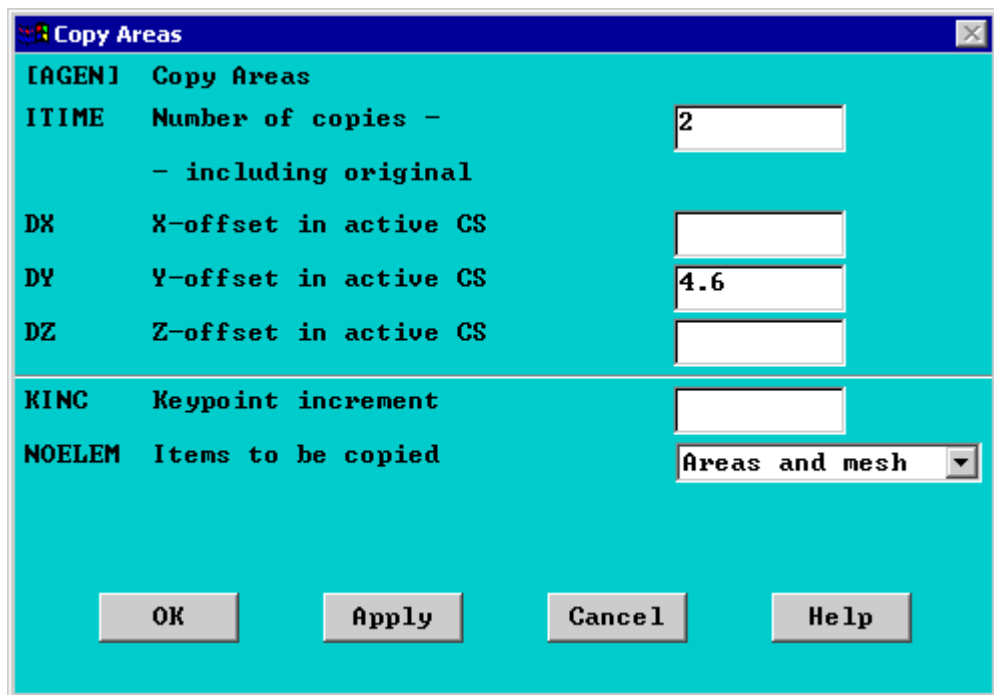 Copy Areas
[AGEN] Copy Areas
ITIME Number of copies - 2
- including original
DX X-offset in active CS
DY Y-offset in active CS 4.6
DZ Z-offset in active CS
KINC Keypoint increment
NOELEM Items to be copied Areas and mesh
OK Apply Cancel Help